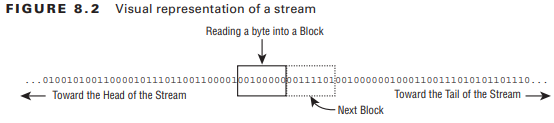 FIGURE 8.2 Visual representation of a stream
Reading a byte into a Block
...01001010011000010111011001100001001000000011110100100000010001100111010101101110...
Toward the Head of the Stream Toward the Tail of the Stream
Next Block